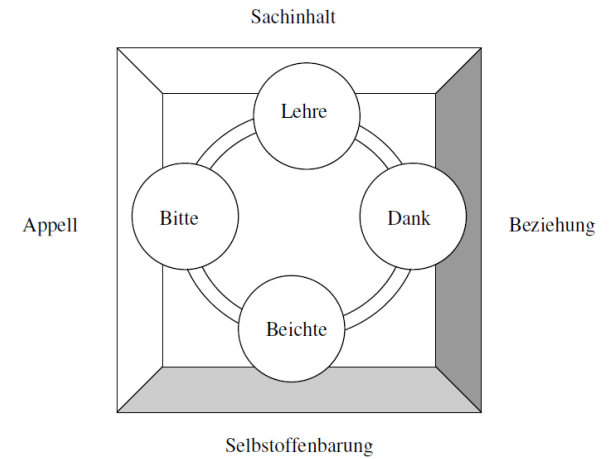 Sachinhalt
Lehre
Bitte
Dank
Appell
Beziehung
Beichte
Selbstoffenbarung